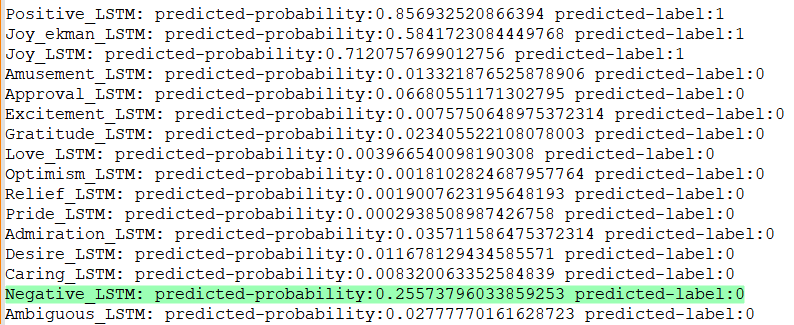 Positive_LSTM: predicted-probability:0.856932520866394 predicted-label:1
Joy_ekman_LSTM: predicted-probability:0.5841723084449768 predicted-label:1
Joy_LSTM: predicted-probability:0.7120757699012756 predicted-label:1
Amusement_LSTM: predicted-probability:0.013321876525878906 predicted-label:0
Approval_LSTM: predicted-probability:0.06680551171302795 predicted-label:0
Excitement_LSTM: predicted-probability:0.0075750648975372314 predicted-label:0
Gratitude_LSTM: predicted-probability:0.023405522108078003 predicted-label:0
Love_LSTM: predicted-probability:0.003966540098190308 predicted-label:0
Optimism_LSTM: predicted-probability:0.0018102824687957764 predicted-label:0
Relief_LSTM: predicted-probability:0.0019007623195648193 predicted-label:0
Pride_LSTM: predicted-probability:0.0002938508987426758 predicted-label:0
Admiration_LSTM: predicted-probability:0.035711586475372314 predicted-label:0
Desire_LSTM: predicted-probability:0.011678129434585571 predicted-label:0
Caring_LSTM: predicted-probability:0.008320063352584839 predicted-label:0
Negative_LSTM: predicted-probability:0.25573796033859253 predicted-label:0
Ambiguous_LSTM: predicted-probability:0.02777770161628723 predicted-label:0